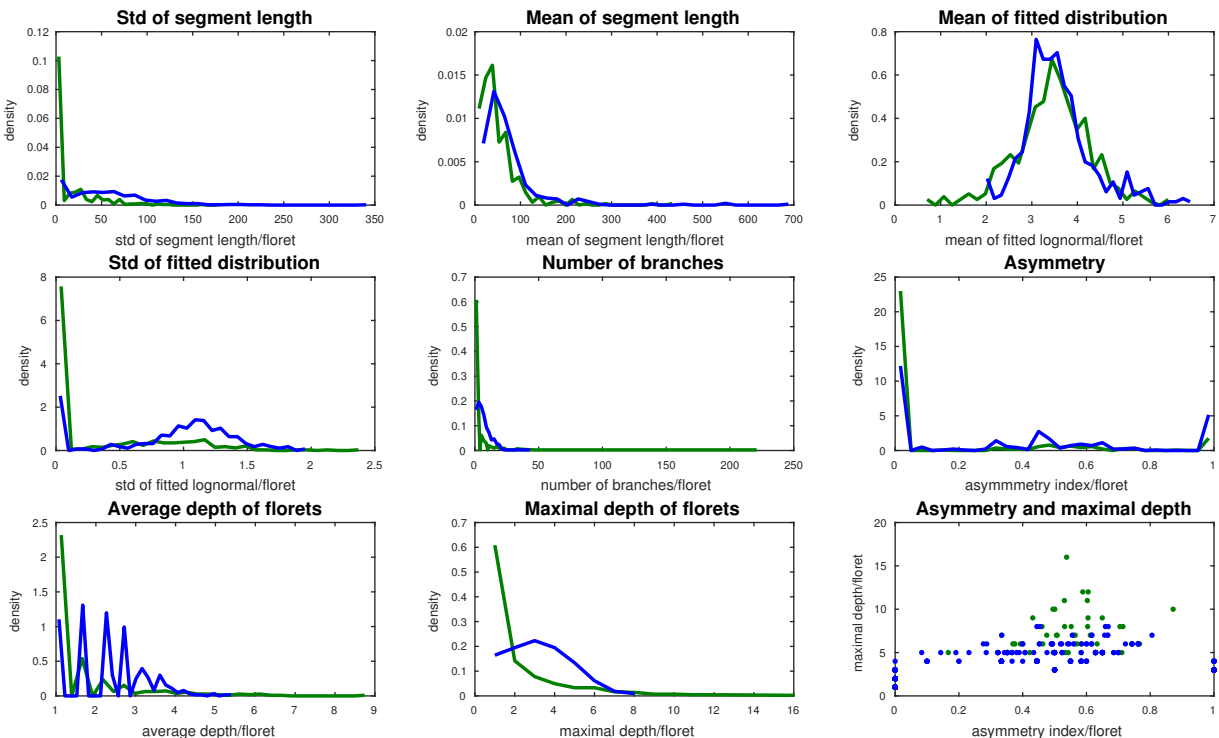 Std of segment length
0.12
0.1
0.08
0.06
0.04
0.02
0
density
0 50 100 150 200 250 300 350
std of segment length/floret
Mean of segment length
0.02
0.015
0.01
0.005
0
density
0 100 200 300 400 500 600 700
mean of segment length/floret
Mean of fitted distribution
0.8
0.6
0.4
0.2
0
density
0 1 2 3 4 5 6 7
mean of fitted lognormal/floret
Std of fitted distribution
8
6
4
2
0
density
0 0.5 1 1.5 2 2.5
std of fitted lognormal/floret
Number of branches
0.7
0.6
0.5
0.4
0.3
0.2
0.1
0
density
0 50 100 150 200 250
number of branches/floret
Asymmetry
25
20
15
10
5
0
density
0 0.2 0.4 0.6 0.8 1
asymmmetry index/floret
Average depth of florets
2.5
2
1.5
1
0.5
0
density
1 2 3 4 5 6 7 8 9
average depth/floret
Maximal depth of florets
0.7
0.6
0.5
0.4
0.3
0.2
0.1
0
density
0 2 4 6 8 10 12 14 16
maximal depth/floret
Asymmetry and maximal depth
20
15
10
5
0
maximal depth/floret
0 0.2 0.4 0.6 0.8 1
asymmetry index/floret